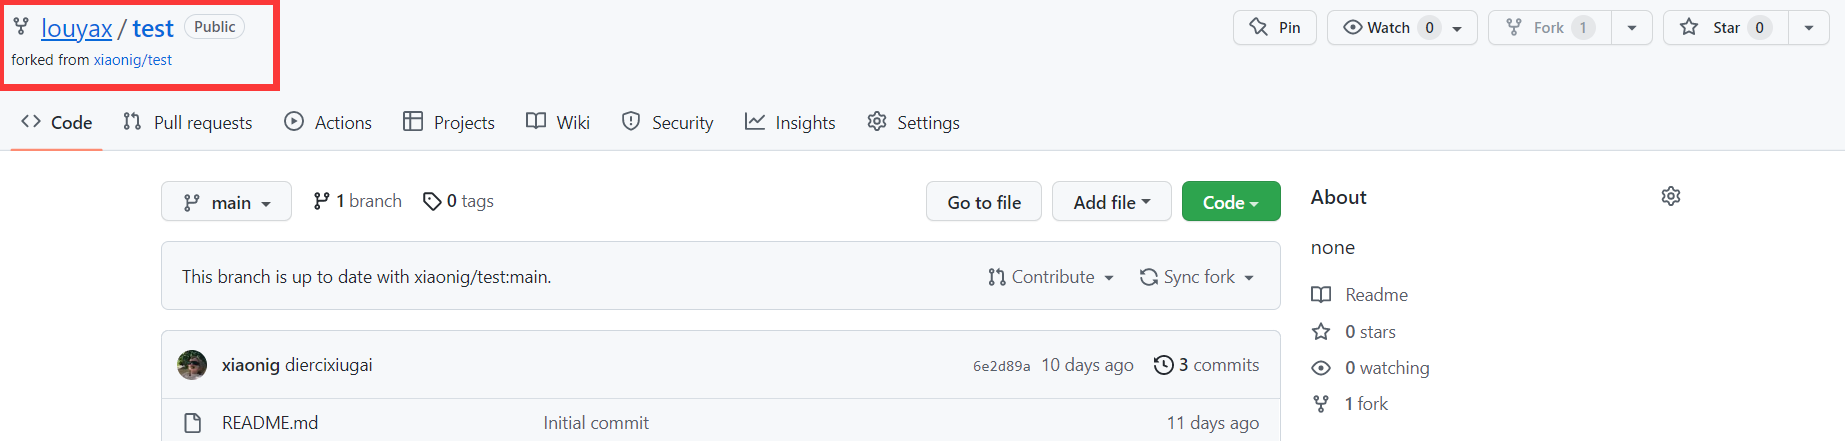 louyax / test Public
Pin Watch 0 Fork 1 Star 0
forked from xiaonig/test
Code Pull requests Actions Projects Wiki Security Insights Settings
main 1 branch 0 tags Go to file Add file Code
About
This branch is up to date with xiaonig/test:main. Contribute Sync fork
none
Readme
0 stars
xiaonig diercixiugai 6e2d89a 10 days ago 3 commits
0 watching
1 fork
README.md Initial commit 11 days ago